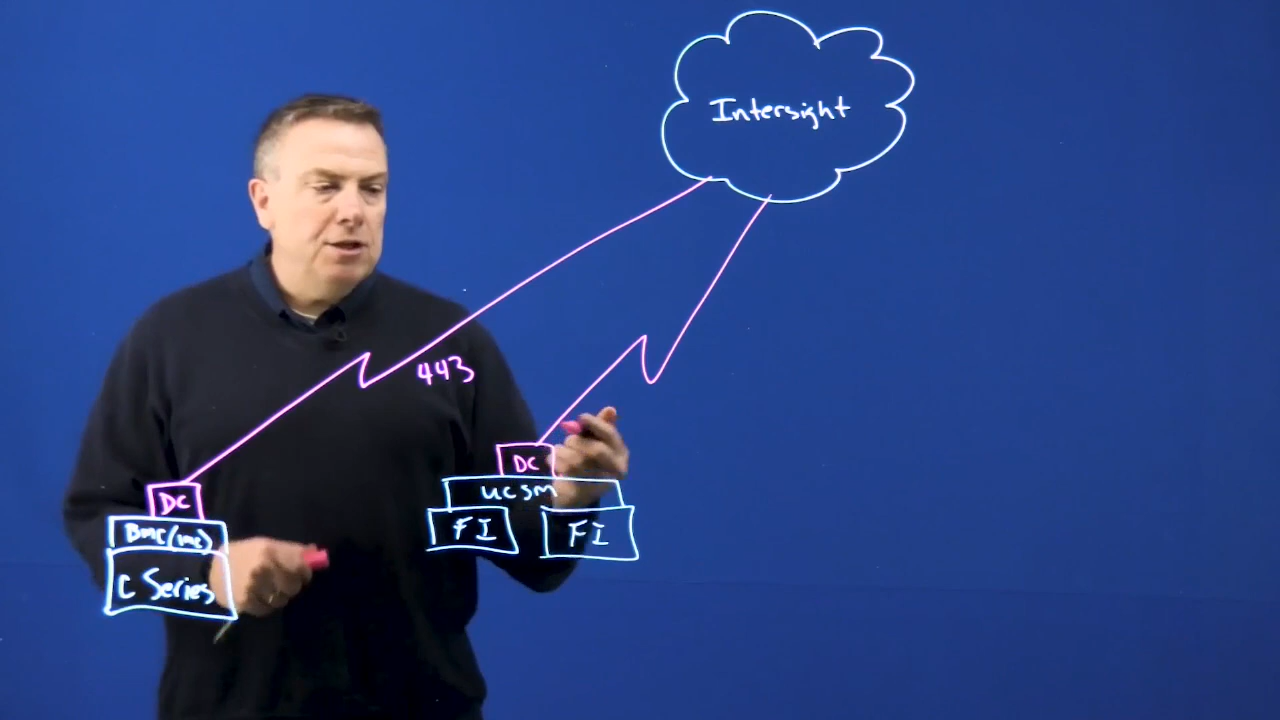 Intersight
443
DC
UCSM
FI FI
DC
BMC(IMC)
C Series